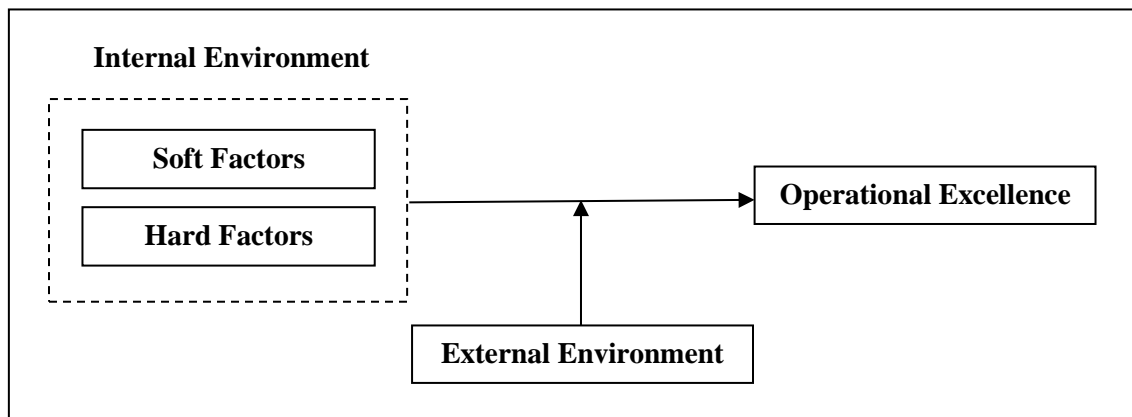 Internal Environment
Soft Factors
Hard Factors
Operational Excellence
External Environment